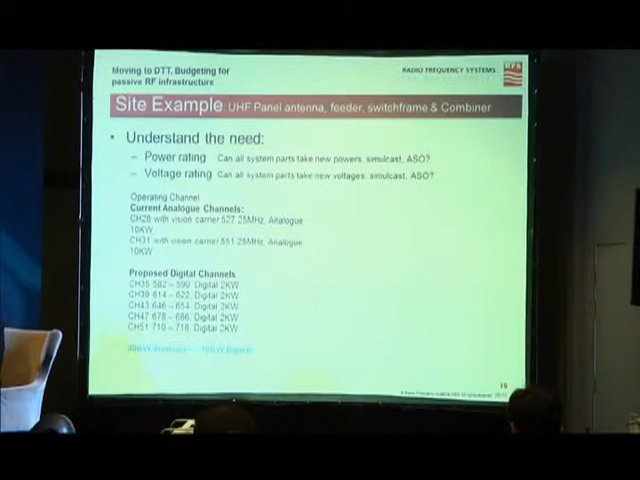 Moving to DTT, Budgeting for
passive RF infrastructure
RADIO FREQUENCY SYSTEMS
RFS
Site Example: UHF Panel antenna, feeder, switchframe & Combiner
• Understand the need:
– Power rating Can all system parts take new powers, simulcast, ASO?
– Voltage rating Can all system parts take new voltages, simulcast, ASO?
Operating Channel
Current Analogue Channels:
CH28 with vision carrier 527.25MHz, Analogue
10KW
CH31 with vision carrier 551.25MHz, Analogue
10KW
Proposed Digital Channels
CH35 582 – 590, Digital 2KW
CH39 614 – 622, Digital 2KW
CH43 646 – 654, Digital 2KW
CH47 678 – 686, Digital 2KW
CH51 710 – 718, Digital 2KW
20KW Analogue